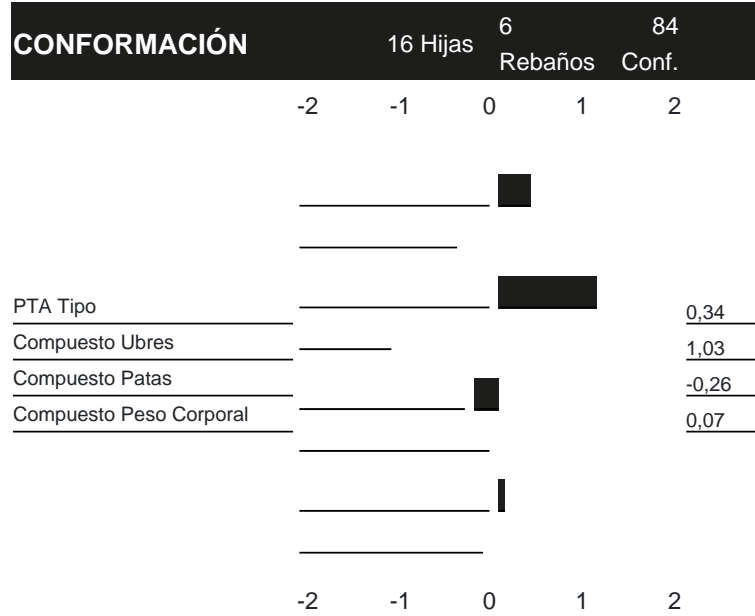 CONFORMACIÓN 16 Hijas 6 Rebaños 84 Conf.
-2 -1 0 1 2
PTA Tipo 0,34
Compuesto Ubres 1,03
Compuesto Patas -0,26
Compuesto Peso Corporal 0,07
-2 -1 0 1 2